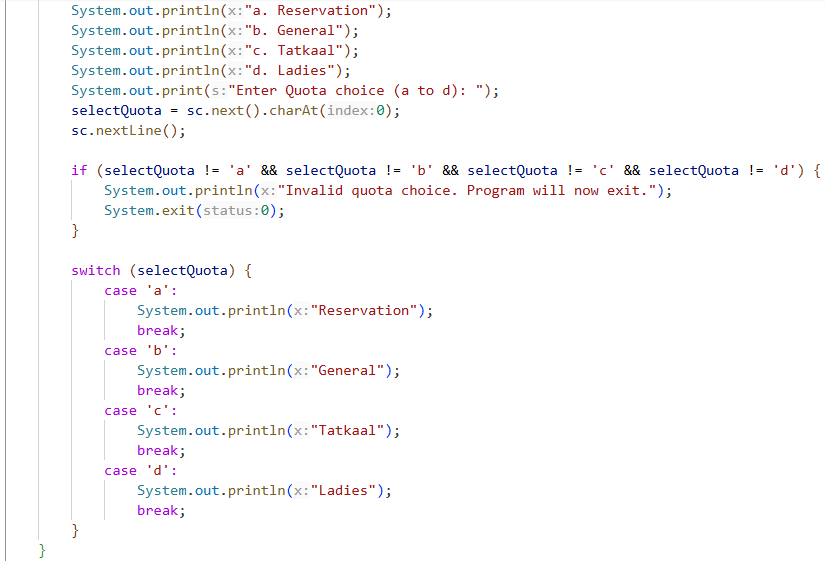 System.out.println(x:"a. Reservation");
System.out.println(x:"b. General");
System.out.println(x:"c. Tatkaal");
System.out.println(x:"d. Ladies");
System.out.print(s:"Enter Quota choice (a to d): ");
selectQuota = sc.next().charAt(index:0);
sc.nextLine();
if (selectQuota != 'a' && selectQuota != 'b' && selectQuota != 'c' && selectQuota != 'd') {
System.out.println(x:"Invalid quota choice. Program will now exit.");
System.exit(status:0);
}
switch (selectQuota) {
case 'a':
System.out.println(x:"Reservation");
break;
case 'b':
System.out.println(x:"General");
break;
case 'c':
System.out.println(x:"Tatkaal");
break;
case 'd':
System.out.println(x:"Ladies");
break;
}
}